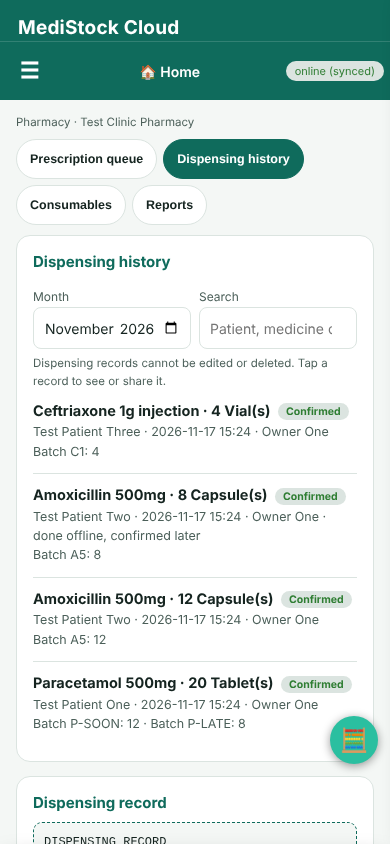 MediStock Cloud
☰
🏠 Home
online (synced)
Pharmacy · Test Clinic Pharmacy
Prescription queue
Dispensing history
Consumables
Reports
Dispensing history
Month
Search
November 2026
Patient, medicine c
Dispensing records cannot be edited or deleted. Tap a
record to see or share it.
Ceftriaxone 1g injection · 4 Vial(s) Confirmed
Test Patient Three · 2026-11-17 15:24 · Owner One
Batch C1: 4
Amoxicillin 500mg · 8 Capsule(s) Confirmed
Test Patient Two · 2026-11-17 15:24 · Owner One ·
done offline, confirmed later
Batch A5: 8
Amoxicillin 500mg · 12 Capsule(s) Confirmed
Test Patient Two · 2026-11-17 15:24 · Owner One
Batch A5: 12
Paracetamol 500mg · 20 Tablet(s) Confirmed
Test Patient One · 2026-11-17 15:24 · Owner One
Batch P-SOON: 12 · Batch P-LATE: 8
Dispensing record
DISPENSING RECORD